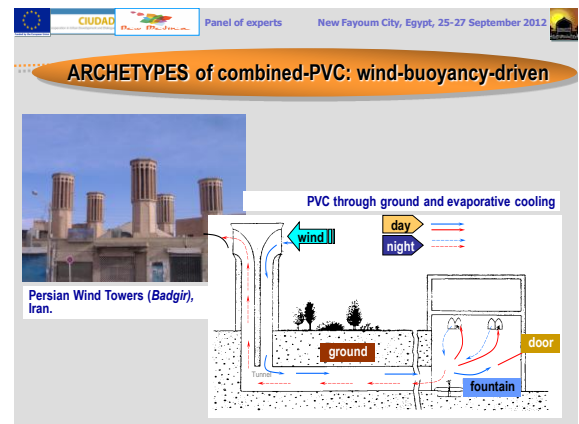 CIUDAD
Panel of experts
New Fayoum City, Egypt, 25-27 September 2012
ARCHETYPES of combined-PVC: wind-buoyancy-driven
PVC through ground and evaporative cooling
wind
day
night
Persian Wind Towers (Badgir),
Iran.
ground
door
Tunnel
fountain